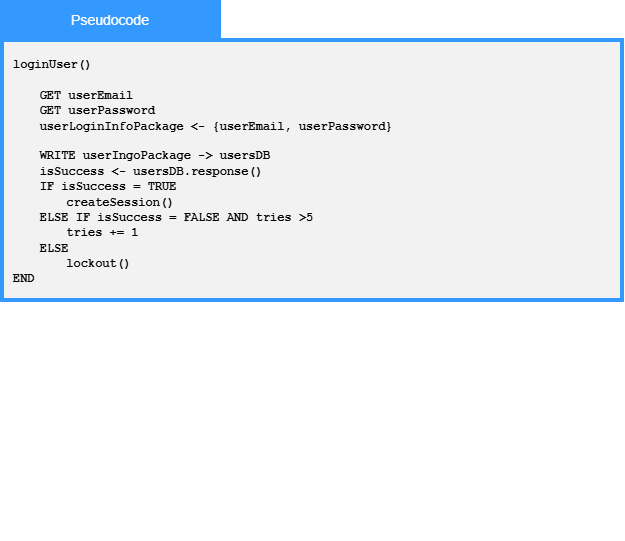 Pseudocode
loginUser()
GET userEmail
GET userPassword
userLoginInfoPackage <- {userEmail, userPassword}
WRITE userIngoPackage -> usersDB
isSuccess <- usersDB.response()
IF isSuccess = TRUE
createSession()
ELSE IF isSuccess = FALSE AND tries >5
tries += 1
ELSE
lockout()
END